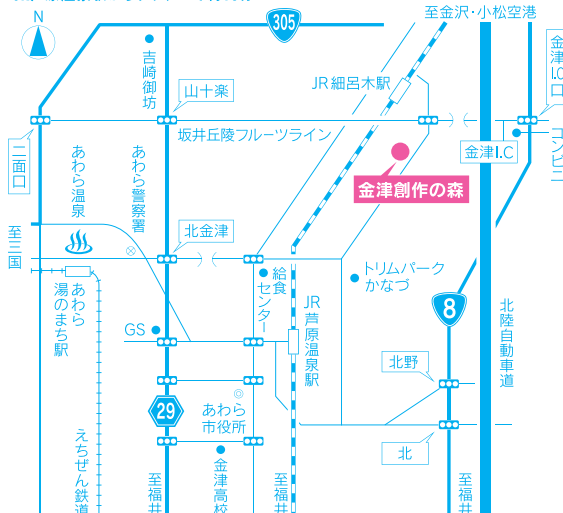 N
305
至金沢・小松空港
吉崎御坊
山十楽
JR細呂木駅
金津I.C口
二面口
坂井丘陵フルーツライン
金津I.C
コンビニ
あわら温泉
あわら警察署
金津創作の森
至三国
北金津
トリムパーク
かなづ
給食
センター
あわら
湯のまち駅
JR芦原温泉駅
8
北陸自動車道
GS
北野
29
あわら
市役所
北
えちぜん鉄道
至福井
金津高校
至福井
至福井